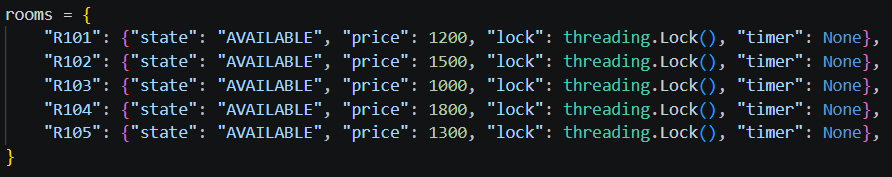 rooms = {
    "R101": {"state": "AVAILABLE", "price": 1200, "lock": threading.Lock(), "timer": None},
    "R102": {"state": "AVAILABLE", "price": 1500, "lock": threading.Lock(), "timer": None},
    "R103": {"state": "AVAILABLE", "price": 1000, "lock": threading.Lock(), "timer": None},
    "R104": {"state": "AVAILABLE", "price": 1800, "lock": threading.Lock(), "timer": None},
    "R105": {"state": "AVAILABLE", "price": 1300, "lock": threading.Lock(), "timer": None},
}